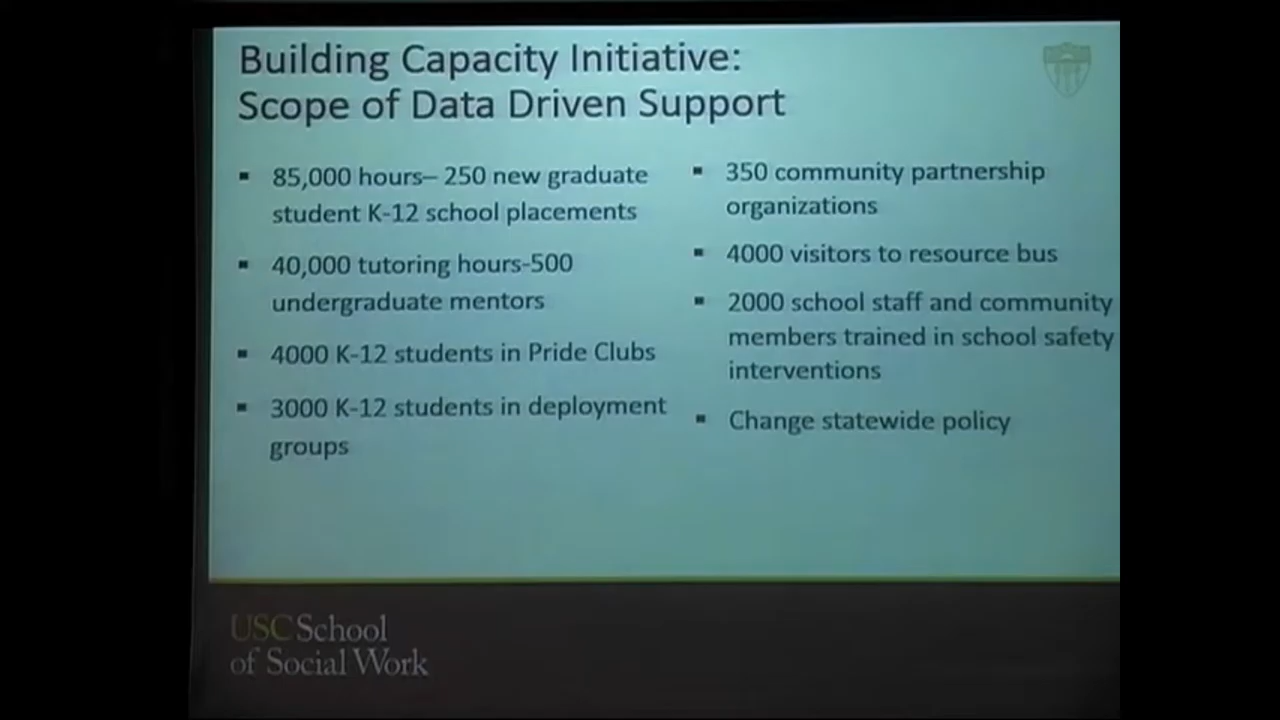 Building Capacity Initiative:
Scope of Data Driven Support
▪ 85,000 hours– 250 new graduate
student K-12 school placements
▪ 40,000 tutoring hours-500
undergraduate mentors
▪ 4000 K-12 students in Pride Clubs
▪ 3000 K-12 students in deployment
groups
▪ 350 community partnership
organizations
▪ 4000 visitors to resource bus
▪ 2000 school staff and community
members trained in school safety
interventions
▪ Change statewide policy
USC School
of Social Work